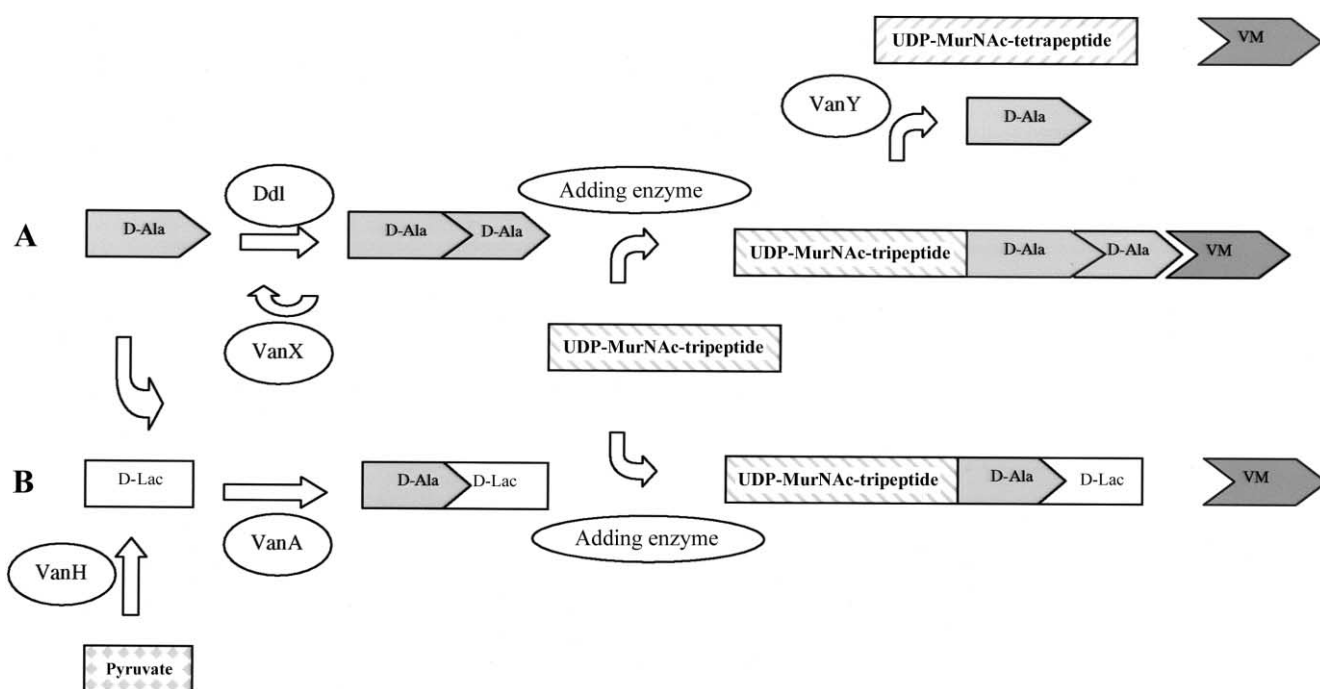 UDP-MurNAc-tetrapeptide
VM
VanY
D-Ala
Ddl
Adding enzyme
A
D-Ala
D-Ala
D-Ala
UDP-MurNAc-tripeptide
D-Ala
D-Ala
VM
VanX
UDP-MurNAc-tripeptide
B
D-Lac
D-Ala
D-Lac
UDP-MurNAc-tripeptide
D-Ala
D-Lac
VM
VanA
Adding enzyme
VanH
Pyruvate